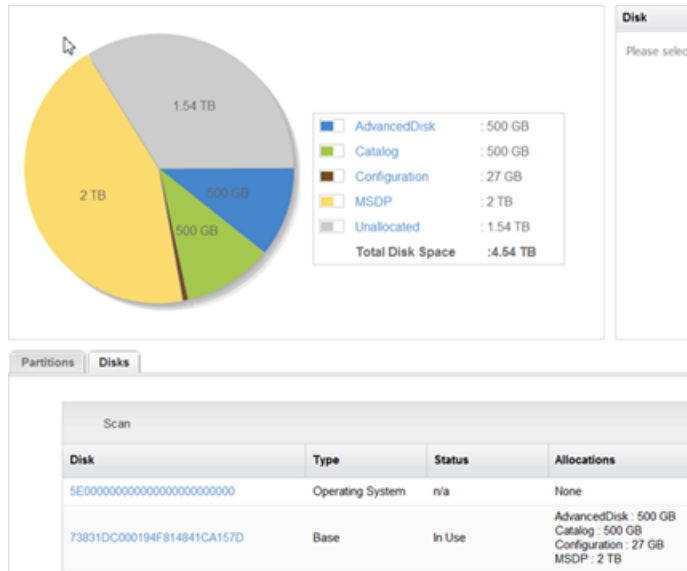 Disk
Please selec
1.54 TB
2 TB
500 GB
500 GB
AdvancedDisk : 500 GB
Catalog : 500 GB
Configuration : 27 GB
MSDP : 2 TB
Unallocated : 1.54 TB
Total Disk Space :4.54 TB
Partitions Disks
Scan
Disk Type Status Allocations
5E000000000000000000000000 Operating System n/a None
73831DC000194F814841CA157D Base In Use AdvancedDisk : 500 GB
Catalog : 500 GB
Configuration : 27 GB
MSDP : 2 TB